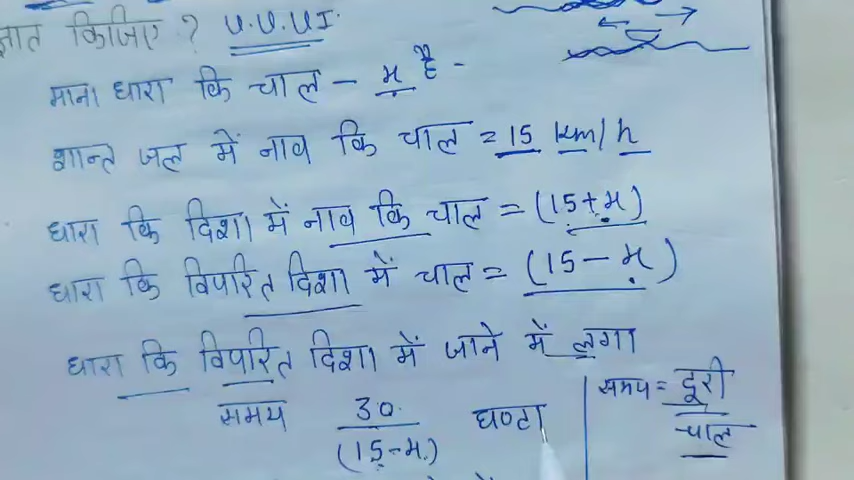 ज्ञात किजिए ? V.V.V.I.
माना धारा कि चाल - x है -
शान्त जल में नाव कि चाल = 15 km/h
धारा कि दिशा में नाव कि चाल = (15+x)
धारा कि विपरित दिशा में चाल = (15-x)
धारा कि विपरित दिशा में जाने में लगा
समय 30 / (15-x) घण्टा
समय = दूरी / चाल